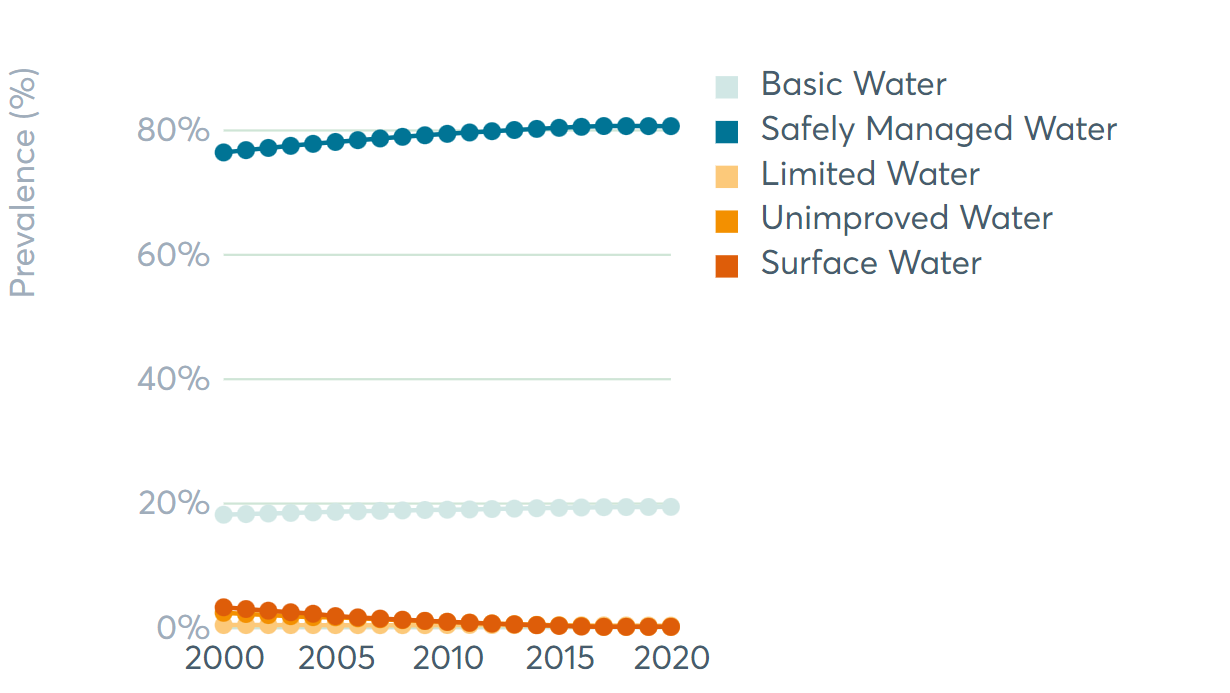 Prevalence (%)
80%
60%
40%
20%
0%
2000 2005 2010 2015 2020
Basic Water
Safely Managed Water
Limited Water
Unimproved Water
Surface Water